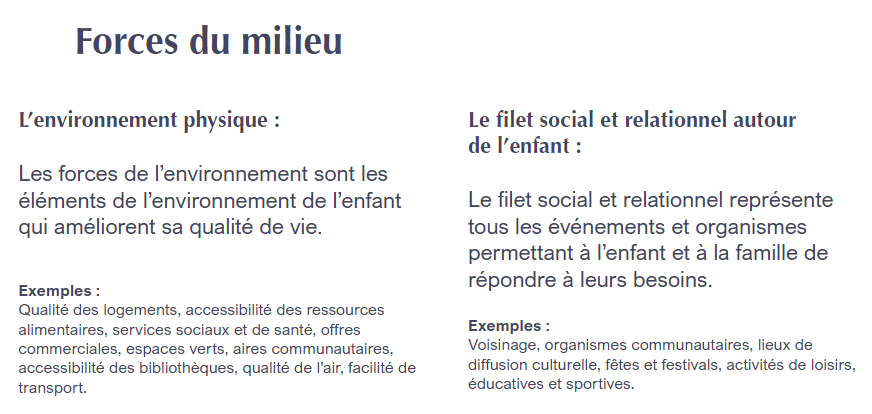 Forces du milieu
L’environnement physique :
Les forces de l’environnement sont les
éléments de l’environnement de l’enfant
qui améliorent sa qualité de vie.
Exemples :
Qualité des logements, accessibilité des ressources
alimentaires, services sociaux et de santé, offres
commerciales, espaces verts, aires communautaires,
accessibilité des bibliothèques, qualité de l’air, facilité de
transport.
Le filet social et relationnel autour
de l’enfant :
Le filet social et relationnel représente
tous les événements et organismes
permettant à l’enfant et à la famille de
répondre à leurs besoins.
Exemples :
Voisinage, organismes communautaires, lieux de
diffusion culturelle, fêtes et festivals, activités de loisirs,
éducatives et sportives.